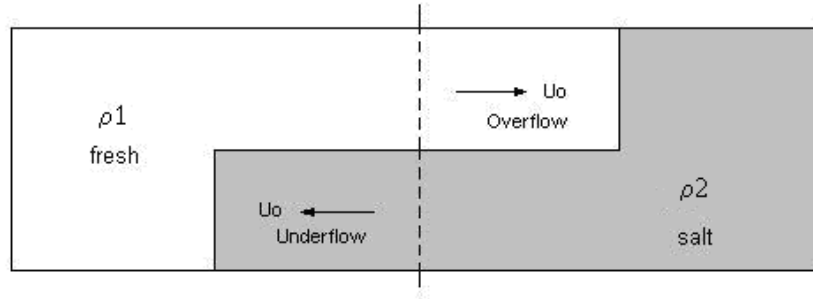 ρ1
fresh
Uo
Overflow
Uo
Underflow
ρ2
salt